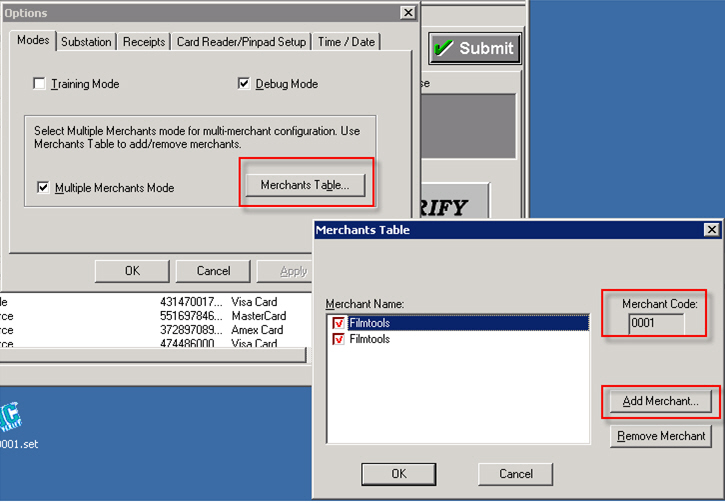 Options
Modes Substation Receipts Card Reader/Pinpad Setup Time / Date
Training Mode
Debug Mode
Select Multiple Merchants mode for multi-merchant configuration. Use
Merchants Table to add/remove merchants.
Multiple Merchants Mode
Merchants Table...
OK Cancel Apply
Submit
se
RIFY
de 431470017... Visa Card
rce 551697846... MasterCard
rce 372897089... Amex Card
rce 474486000... Visa Card
0001.set
Merchants Table
Merchant Name:
Filmtools
Filmtools
Merchant Code:
0001
Add Merchant...
Remove Merchant
OK Cancel